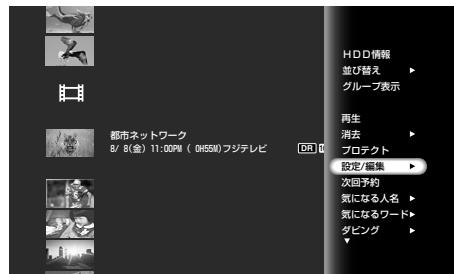 都市ネットワーク
8/ 8(金) 11:00PM ( 0H55M)フジテレビ DR
HDD情報
並び替え ▶
グループ表示
再生
消去 ▶
プロテクト
設定/編集 ▶
次回予約
気になる人名 ▶
気になるワード▶
ダビング ▶
▼